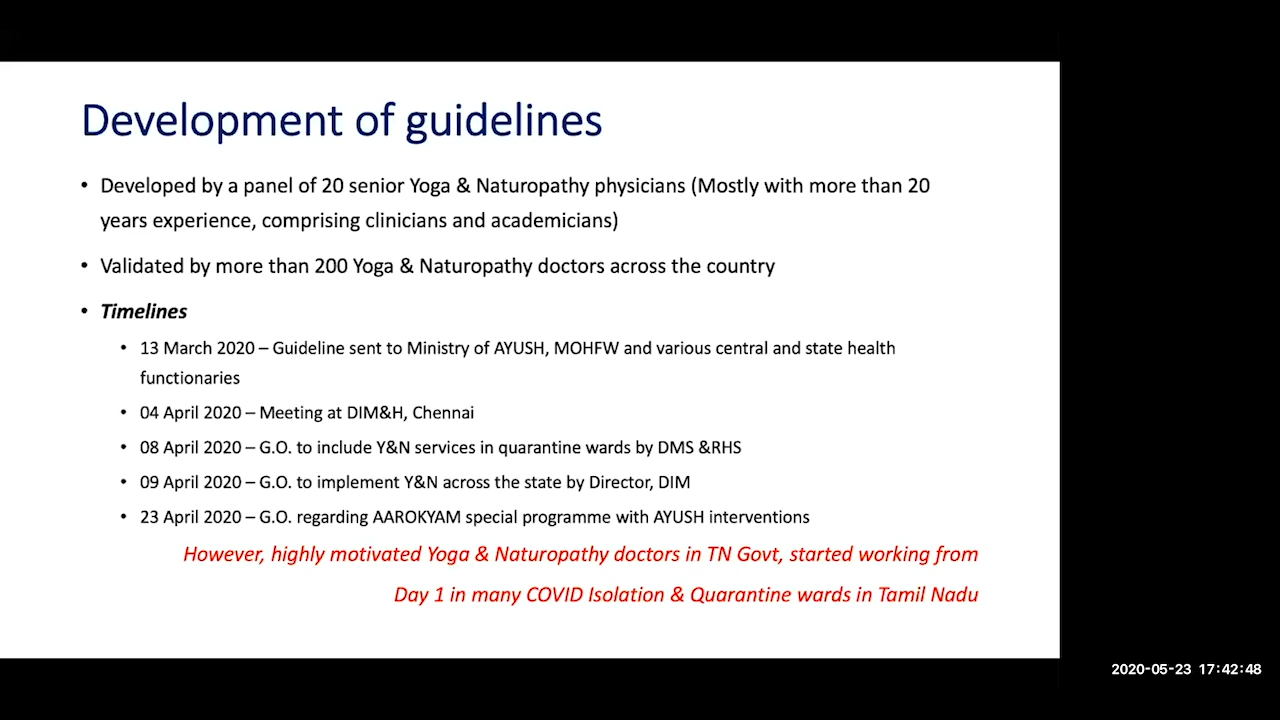 Development of guidelines
• Developed by a panel of 20 senior Yoga & Naturopathy physicians (Mostly with more than 20
years experience, comprising clinicians and academicians)
• Validated by more than 200 Yoga & Naturopathy doctors across the country
• Timelines
• 13 March 2020 – Guideline sent to Ministry of AYUSH, MOHFW and various central and state health
functionaries
• 04 April 2020 – Meeting at DIM&H, Chennai
• 08 April 2020 – G.O. to include Y&N services in quarantine wards by DMS &RHS
• 09 April 2020 – G.O. to implement Y&N across the state by Director, DIM
• 23 April 2020 – G.O. regarding AAROKYAM special programme with AYUSH interventions
However, highly motivated Yoga & Naturopathy doctors in TN Govt, started working from
Day 1 in many COVID Isolation & Quarantine wards in Tamil Nadu
2020-05-23 17:42:48